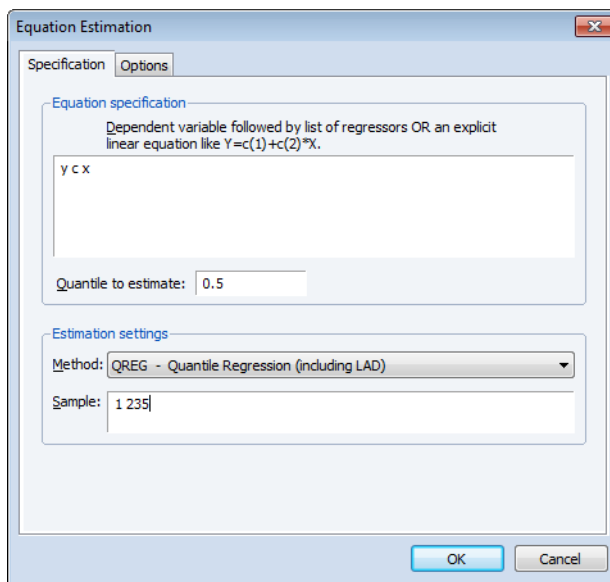 Equation Estimation
Specification Options
Equation specification
Dependent variable followed by list of regressors OR an explicit
linear equation like Y=c(1)+c(2)*X.
y c x
Quantile to estimate: 0.5
Estimation settings
Method: QREG - Quantile Regression (including LAD)
Sample: 1 235
OK Cancel